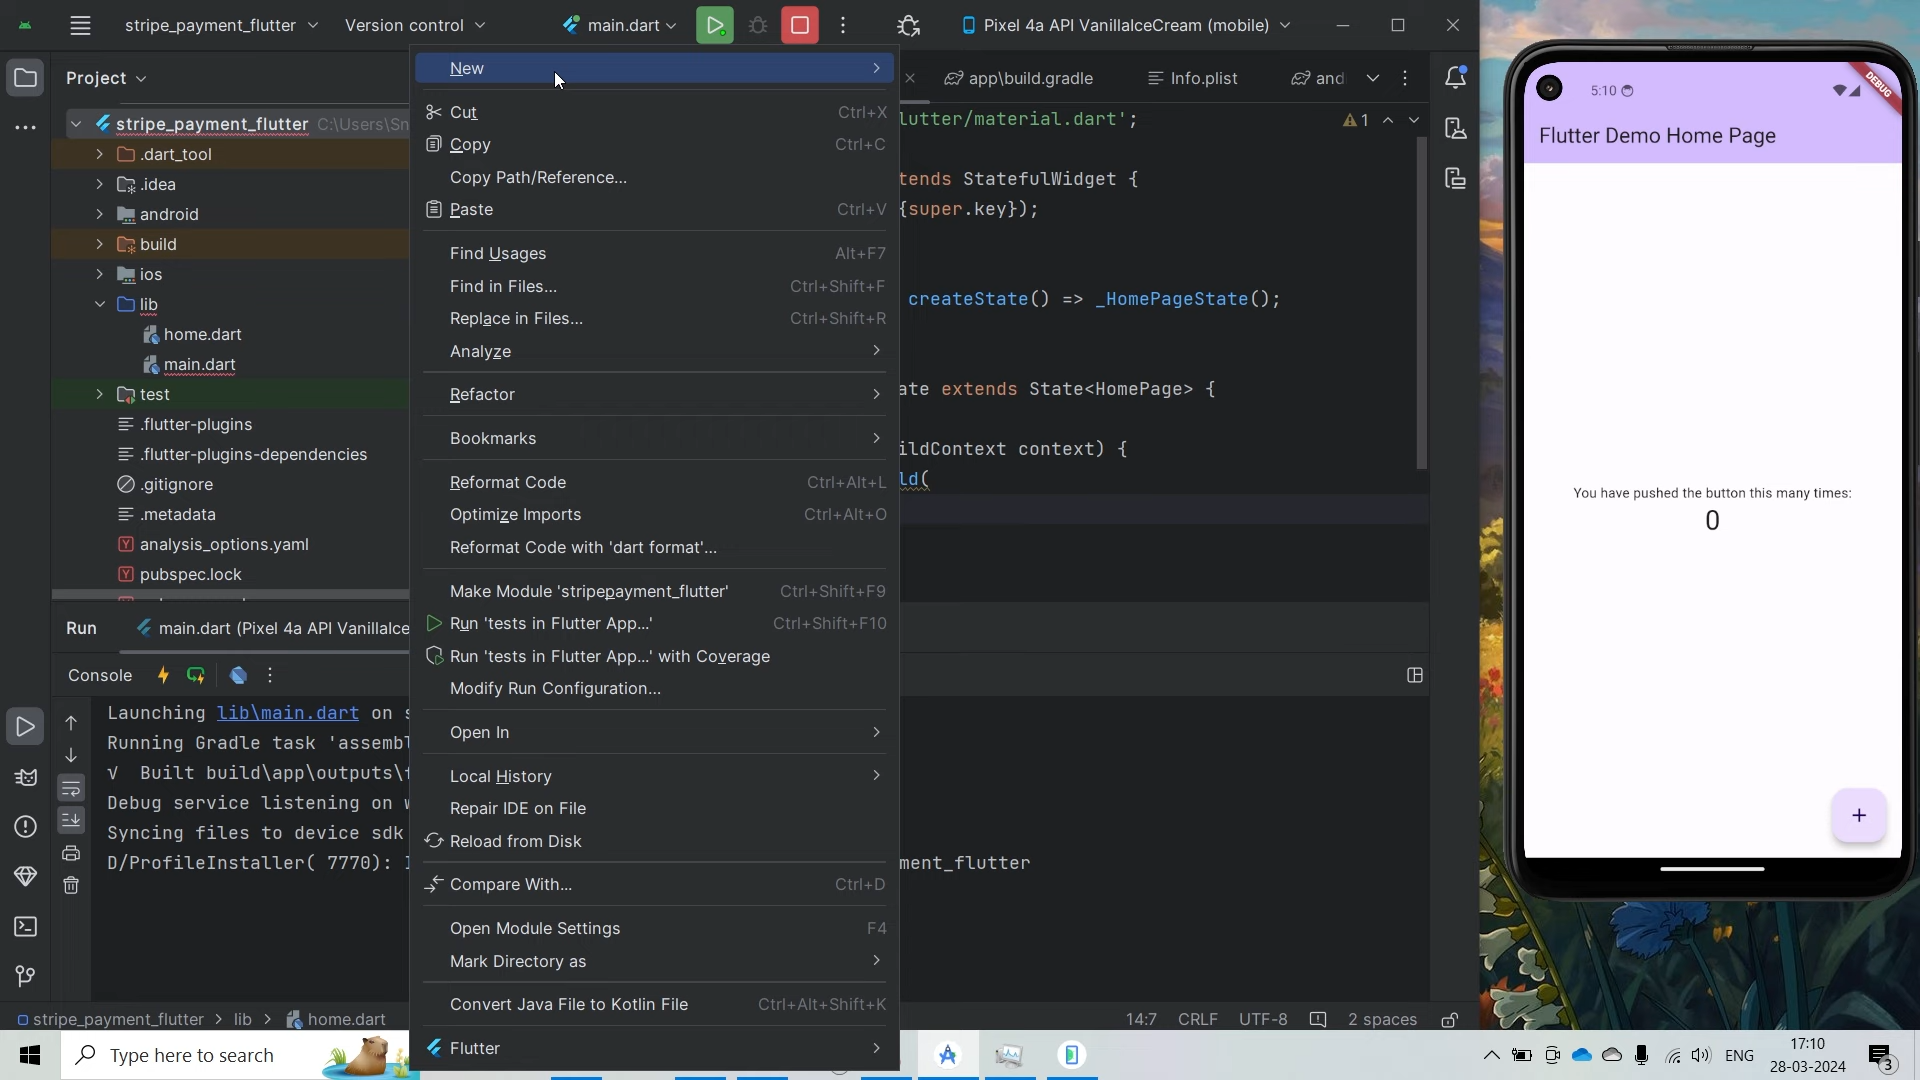 stripe_payment_flutter
Version control
main.dart
Pixel 4a API VanillaIceCream (mobile)
Project
stripe_payment_flutter C:\Users\Sn
.dart_tool
.idea
android
build
ios
lib
home.dart
main.dart
test
.flutter-plugins
.flutter-plugins-dependencies
.gitignore
.metadata
analysis_options.yaml
pubspec.lock
New
Cut Ctrl+X
Copy Ctrl+C
Copy Path/Reference...
Paste Ctrl+V
Find Usages Alt+F7
Find in Files... Ctrl+Shift+F
Replace in Files... Ctrl+Shift+R
Analyze
Refactor
Bookmarks
Reformat Code Ctrl+Alt+L
Optimize Imports Ctrl+Alt+O
Reformat Code with 'dart format'...
Make Module 'stripepayment_flutter' Ctrl+Shift+F9
Run 'tests in Flutter App...' Ctrl+Shift+F10
Run 'tests in Flutter App...' with Coverage
Modify Run Configuration...
Open In
Local History
Repair IDE on File
Reload from Disk
Compare With... Ctrl+D
Open Module Settings F4
Mark Directory as
Convert Java File to Kotlin File Ctrl+Alt+Shift+K
Flutter
app\build.gradle
Info.plist
and
1
lutter/material.dart';
tends StatefulWidget {
{super.key});
createState() => _HomePageState();
ate extends State<HomePage> {
ildContext context) {
ld(
Run
main.dart (Pixel 4a API VanillaIce
Console
Launching lib\main.dart on s
Running Gradle task 'assembl
√ Built build\app\outputs\
Debug service listening on w
Syncing files to device sdk
D/ProfileInstaller( 7770): I
ment_flutter
stripe_payment_flutter > lib > home.dart
14:7 CRLF UTF-8 2 spaces
5:10
DEBUG
Flutter Demo Home Page
You have pushed the button this many times:
0
+
Type here to search
ENG
17:10
28-03-2024
3